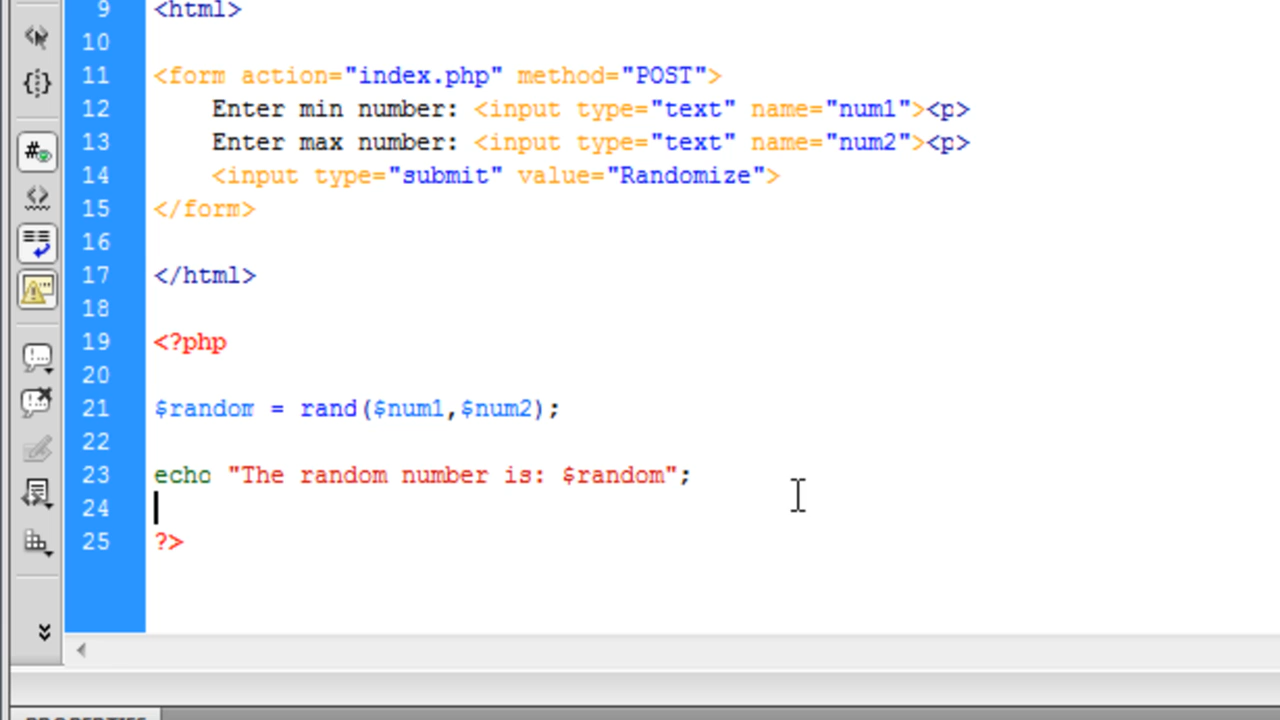 9 <html>
10
11 <form action="index.php" method="POST">
12     Enter min number: <input type="text" name="num1"><p>
13     Enter max number: <input type="text" name="num2"><p>
14     <input type="submit" value="Randomize">
15 </form>
16
17 </html>
18
19 <?php
20
21 $random = rand($num1,$num2);
22
23 echo "The random number is: $random";
24
25 ?>
PROPERTIES